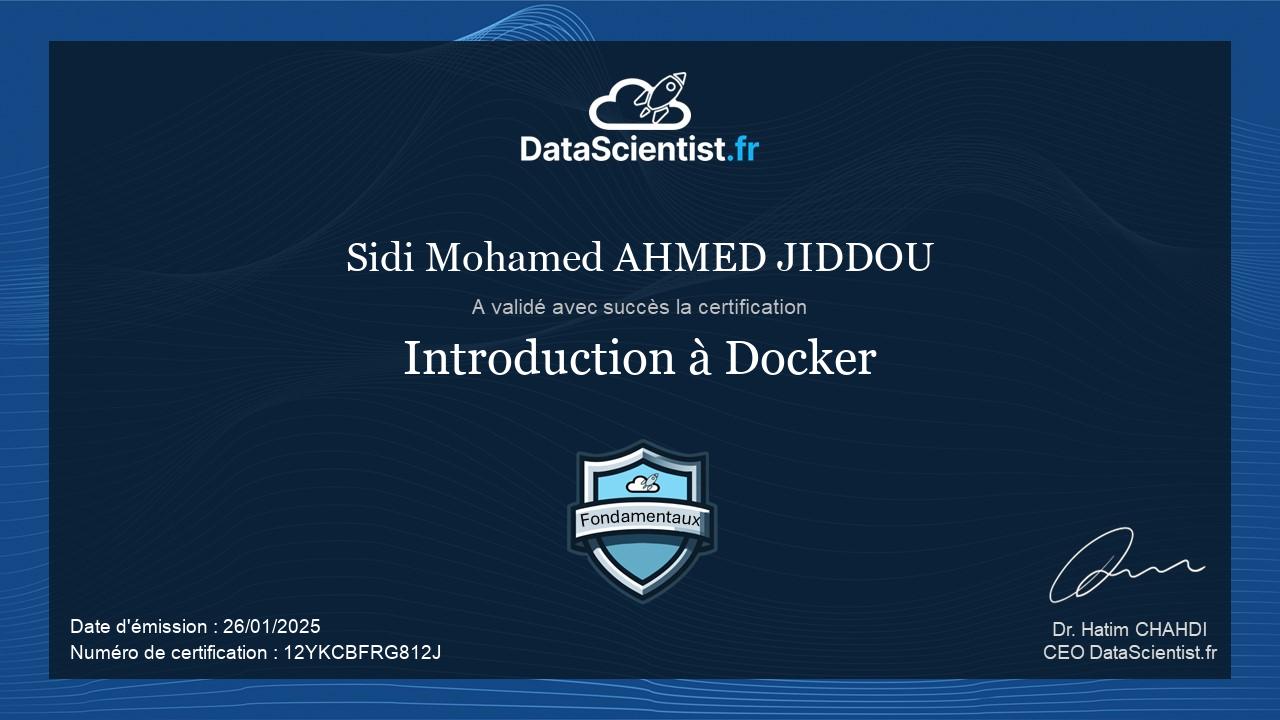 DataScientist.fr
Sidi Mohamed AHMED JIDDOU
A validé avec succès la certification
Introduction à Docker
Fondamentaux
Date d'émission : 26/01/2025
Numéro de certification : 12YKCBFRG812J
Dr. Hatim CHAHDI
CEO DataScientist.fr